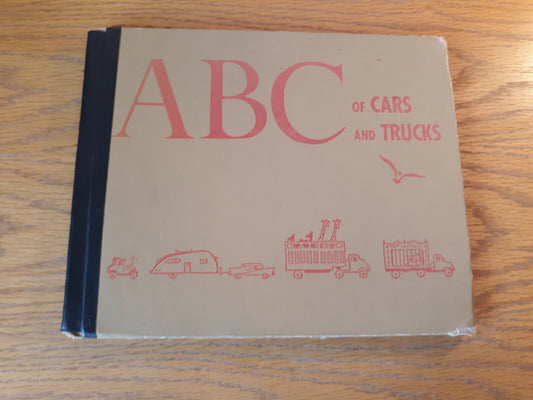 ABC OF CARS
AND TRUCKS